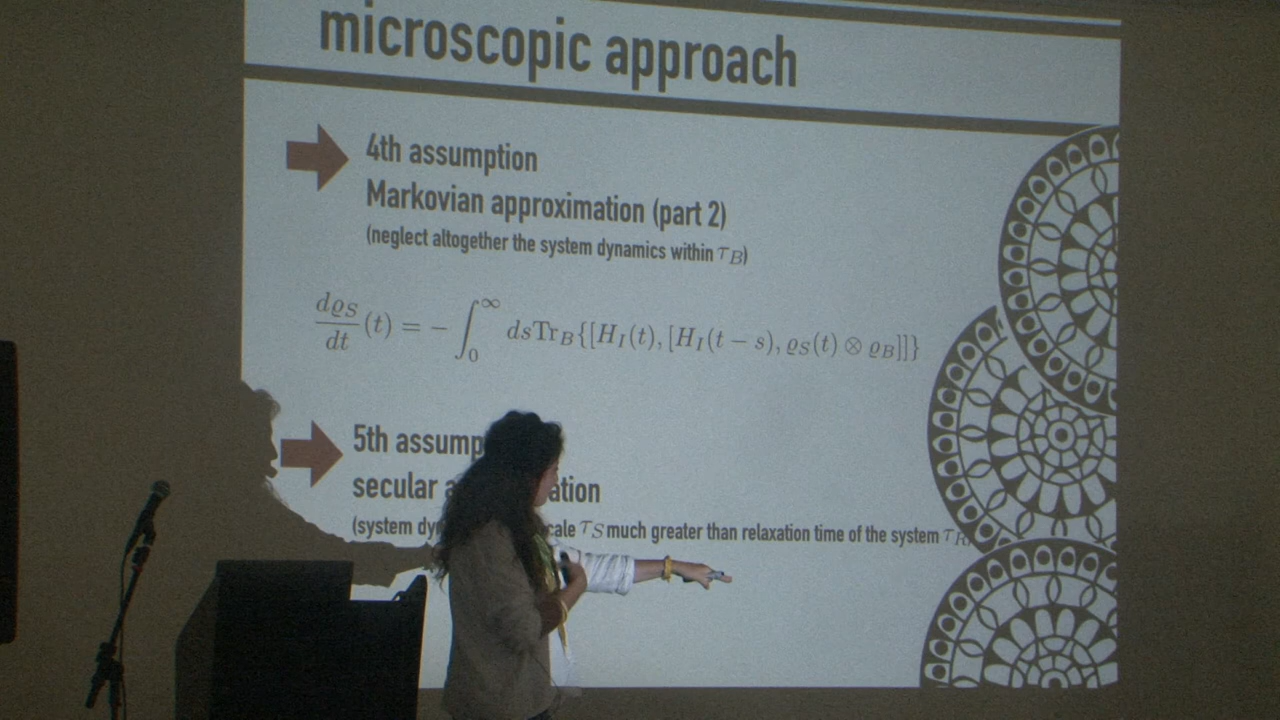 microscopic approach
4th assumption
Markovian approximation (part 2)
(neglect altogether the system dynamics within τ_B)
dϱ_S/dt (t) = − ∫_0^∞ dsTr_B{[H_I(t), [H_I(t − s), ϱ_S(t) ⊗ ϱ_B]]}
5th assump
secular a ation
(system dy cale τ_S much greater than relaxation time of the system τ_R